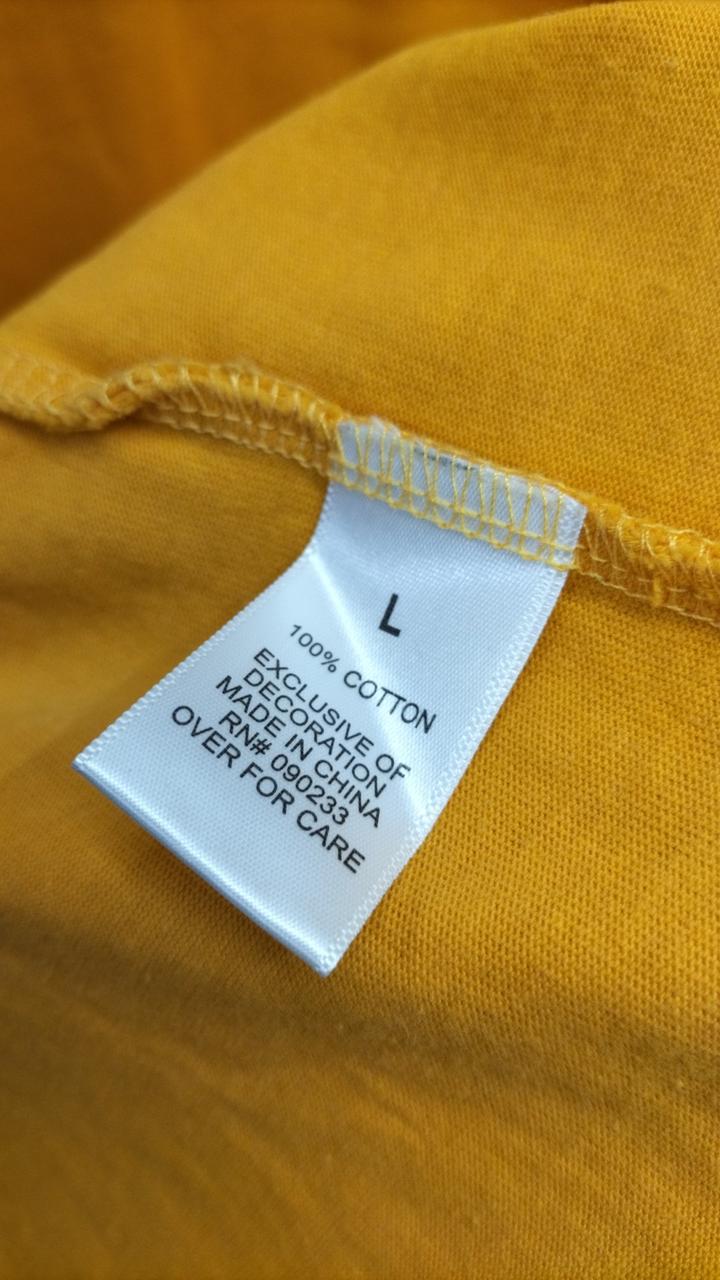 L
100% COTTON
EXCLUSIVE OF
DECORATION
MADE IN CHINA
RN# 090233
OVER FOR CARE